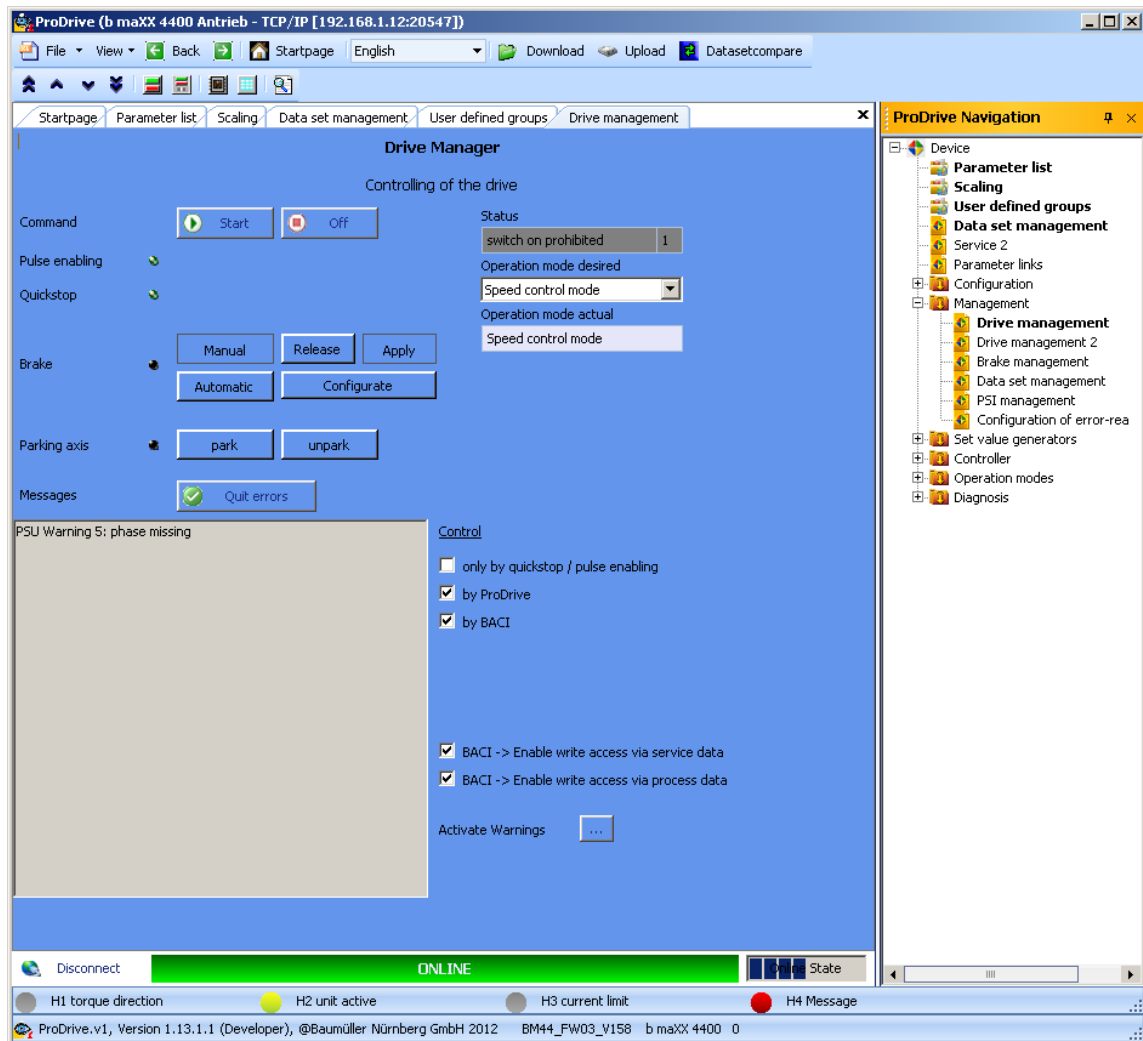 ProDrive (b maXX 4400 Antrieb - TCP/IP [192.168.1.12:20547])
File View Back Startpage English Download Upload Datasetcompare
Startpage Parameter list Scaling Data set management User defined groups Drive management
Drive Manager
Controlling of the drive
Command Start Off
Status
switch on prohibited 1
Pulse enabling
Operation mode desired
Speed control mode
Quickstop
Operation mode actual
Speed control mode
Brake
Manual Release Apply
Automatic Configurate
Parking axis park unpark
Messages Quit errors
PSU Warning 5: phase missing
Control
only by quickstop / pulse enabling
by ProDrive
by BACI
BACI -> Enable write access via service data
BACI -> Enable write access via process data
Activate Warnings ...
ProDrive Navigation
Device
Parameter list
Scaling
User defined groups
Data set management
Service 2
Parameter links
Configuration
Management
Drive management
Drive management 2
Brake management
Data set management
PSI management
Configuration of error-rea
Set value generators
Controller
Operation modes
Diagnosis
Disconnect ONLINE Online State
H1 torque direction H2 unit active H3 current limit H4 Message
ProDrive.v1, Version 1.13.1.1 (Developer), @Baumüller Nürnberg GmbH 2012 BM44_FW03_V158 b maXX 4400 0